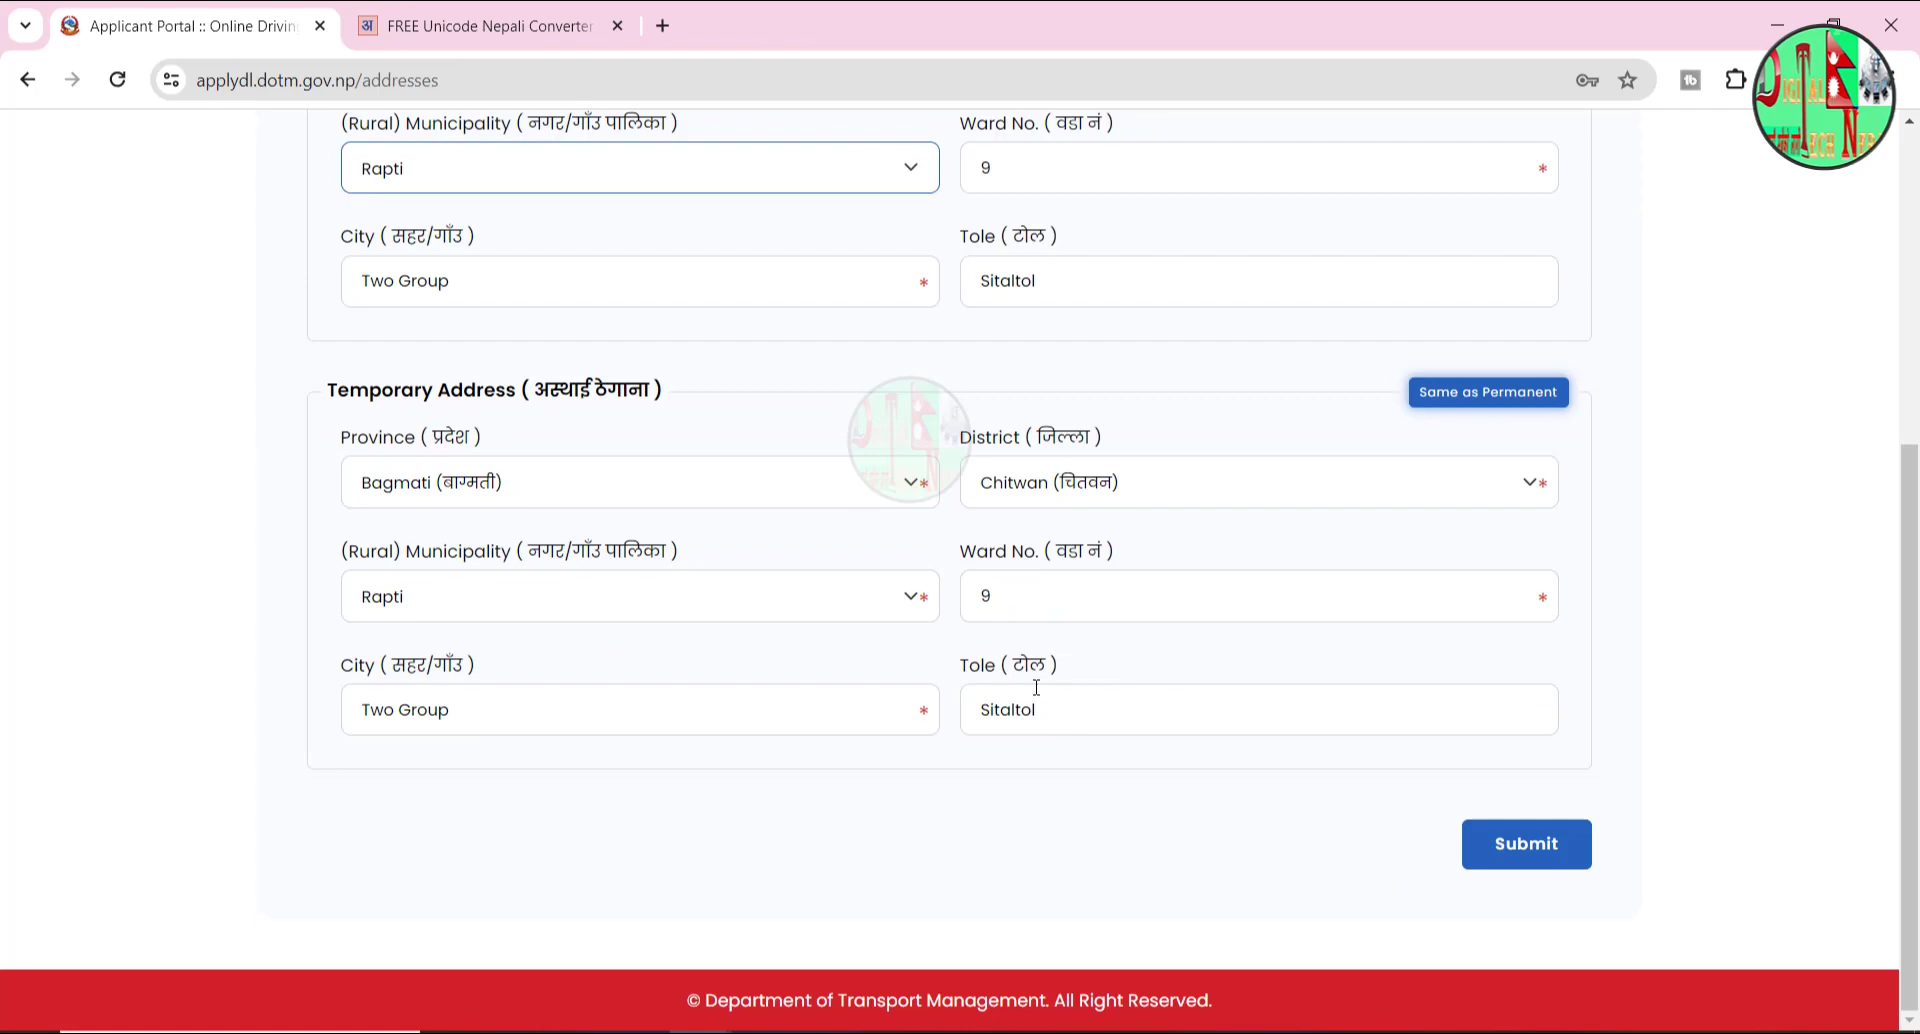 Applicant Portal :: Online Drivin
FREE Unicode Nepali Converter
applydl.dotm.gov.np/addresses
(Rural) Municipality ( नगर/गाँउ पालिका )
Ward No. ( वडा नं )
Rapti
9 *
City ( सहर/गाँउ )
Tole ( टोल )
Two Group *
Sitaltol
Temporary Address ( अस्थाई ठेगाना )
Same as Permanent
Province ( प्रदेश )
District ( जिल्ला )
Bagmati (बाग्मती) *
Chitwan (चितवन) *
(Rural) Municipality ( नगर/गाँउ पालिका )
Ward No. ( वडा नं )
Rapti *
9 *
City ( सहर/गाँउ )
Tole ( टोल )
Two Group *
Sitaltol
Submit
© Department of Transport Management. All Right Reserved.